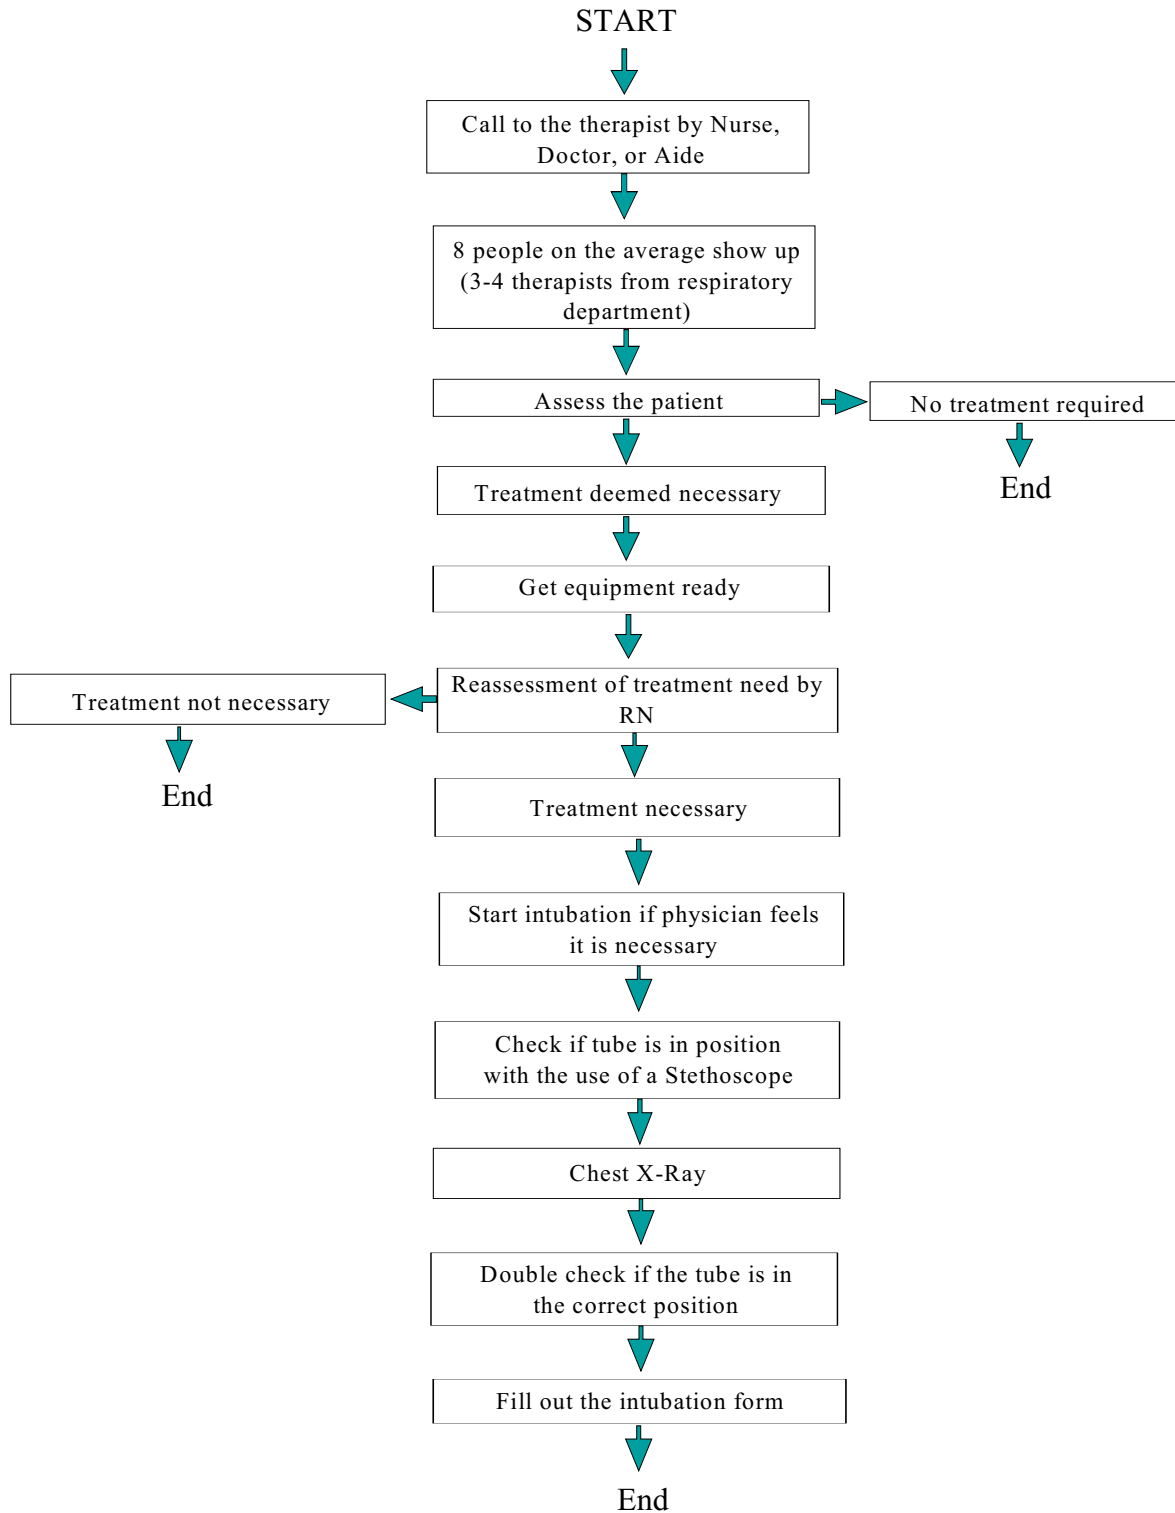 START
Call to the therapist by Nurse,
Doctor, or Aide
8 people on the average show up
(3-4 therapists from respiratory
department)
Assess the patient
No treatment required
End
Treatment deemed necessary
Get equipment ready
Reassessment of treatment need by
RN
Treatment not necessary
End
Treatment necessary
Start intubation if physician feels
it is necessary
Check if tube is in position
with the use of a Stethoscope
Chest X-Ray
Double check if the tube is in
the correct position
Fill out the intubation form
End